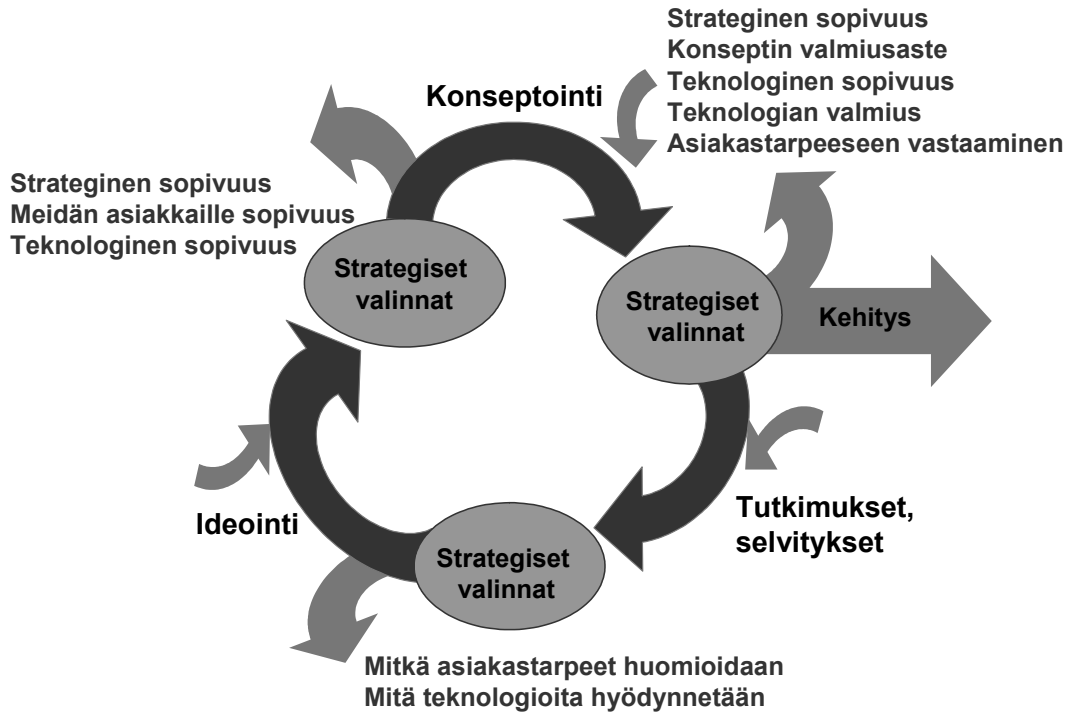 Strateginen sopivuus
Konseptin valmiusaste
Teknologinen sopivuus
Teknologian valmius
Asiakastarpeeseen vastaaminen
Konseptointi
Strateginen sopivuus
Meidän asiakkaille sopivuus
Teknologinen sopivuus
Strategiset
valinnat
Strategiset
valinnat
Kehitys
Ideointi
Tutkimukset,
selvitykset
Strategiset
valinnat
Mitkä asiakastarpeet huomioidaan
Mitä teknologioita hyödynnetään